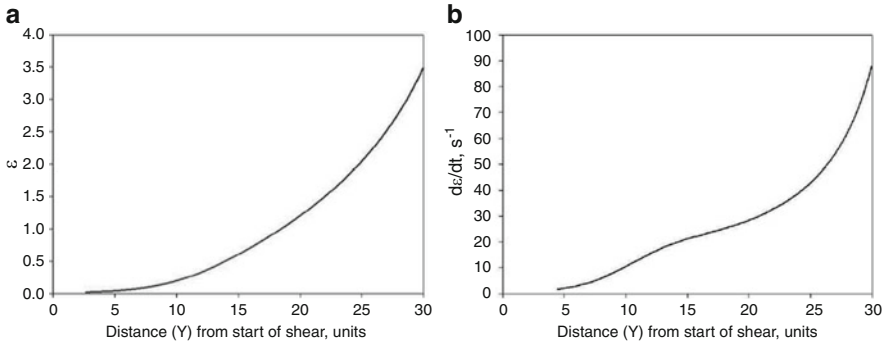 a
4.0
3.5
3.0
2.5
2.0
1.5
1.0
0.5
0.0
ε
0 5 10 15 20 25 30
Distance (Y) from start of shear, units
b
100
90
80
70
60
50
40
30
20
10
0
dε/dt, s⁻¹
0 5 10 15 20 25 30
Distance (Y) from start of shear, units